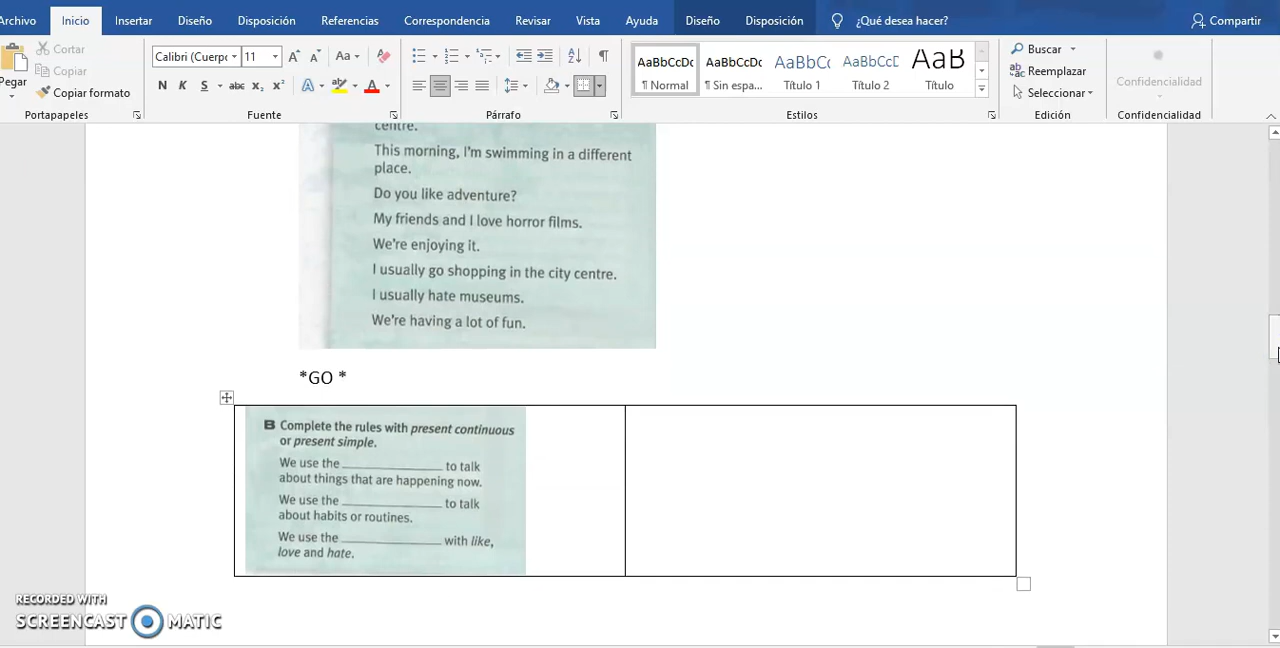 Archivo Inicio Insertar Diseño Disposición Referencias Correspondencia Revisar Vista Ayuda Diseño Disposición ¿Qué desea hacer? Compartir
Pegar
Cortar
Copiar
Copiar formato
Portapapeles
Calibri (Cuerp 11
N K S abc x₂ x²
Fuente
Párrafo
AaBbCcDc AaBbCcDc AaBbCc AaBbCcD AaB
¶ Normal ¶ Sin espa... Título 1 Título 2 Título
Estilos
Buscar
Reemplazar
Seleccionar
Edición
Confidencialidad
Confidencialidad
centre.
This morning, I'm swimming in a different
place.
Do you like adventure?
My friends and I love horror films.
We're enjoying it.
I usually go shopping in the city centre.
I usually hate museums.
We're having a lot of fun.
*GO *
B Complete the rules with present continuous
or present simple.
We use the ____________ to talk
about things that are happening now.
We use the ____________ to talk
about habits or routines.
We use the ____________ with like,
love and hate.
RECORDED WITH
SCREENCAST MATIC